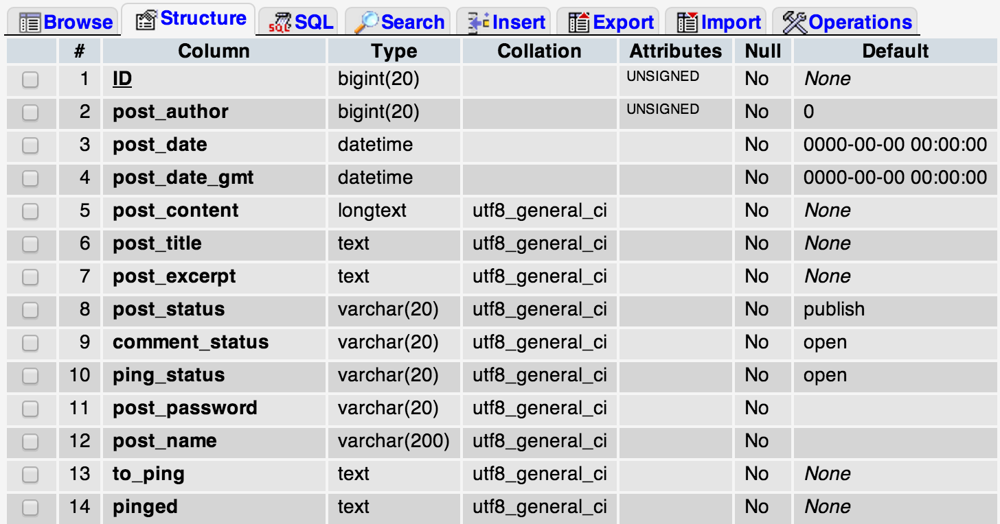 Browse Structure SQL Search Insert Export Import Operations
# Column Type Collation Attributes Null Default
1 ID bigint(20) UNSIGNED No None
2 post_author bigint(20) UNSIGNED No 0
3 post_date datetime No 0000-00-00 00:00:00
4 post_date_gmt datetime No 0000-00-00 00:00:00
5 post_content longtext utf8_general_ci No None
6 post_title text utf8_general_ci No None
7 post_excerpt text utf8_general_ci No None
8 post_status varchar(20) utf8_general_ci No publish
9 comment_status varchar(20) utf8_general_ci No open
10 ping_status varchar(20) utf8_general_ci No open
11 post_password varchar(20) utf8_general_ci No
12 post_name varchar(200) utf8_general_ci No
13 to_ping text utf8_general_ci No None
14 pinged text utf8_general_ci No None